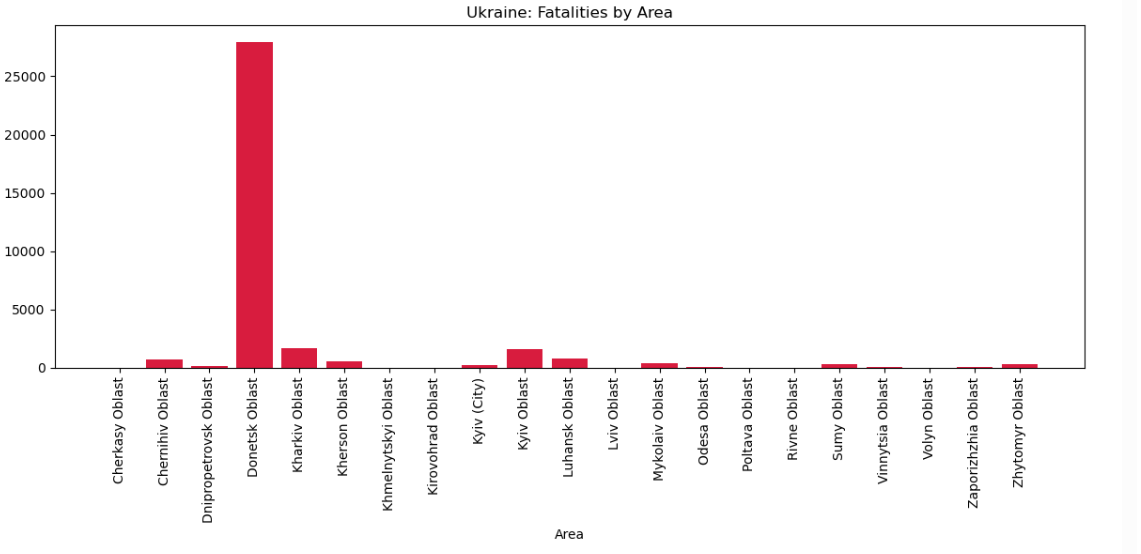 Ukraine: Fatalities by Area
25000
20000
15000
10000
5000
0
Cherkasy Oblast
Chernihiv Oblast
Dnipropetrovsk Oblast
Donetsk Oblast
Kharkiv Oblast
Kherson Oblast
Khmelnytskyi Oblast
Kirovohrad Oblast
Kyiv (City)
Kyiv Oblast
Luhansk Oblast
Lviv Oblast
Mykolaiv Oblast
Odesa Oblast
Poltava Oblast
Rivne Oblast
Sumy Oblast
Vinnytsia Oblast
Volyn Oblast
Zaporizhzhia Oblast
Zhytomyr Oblast
Area